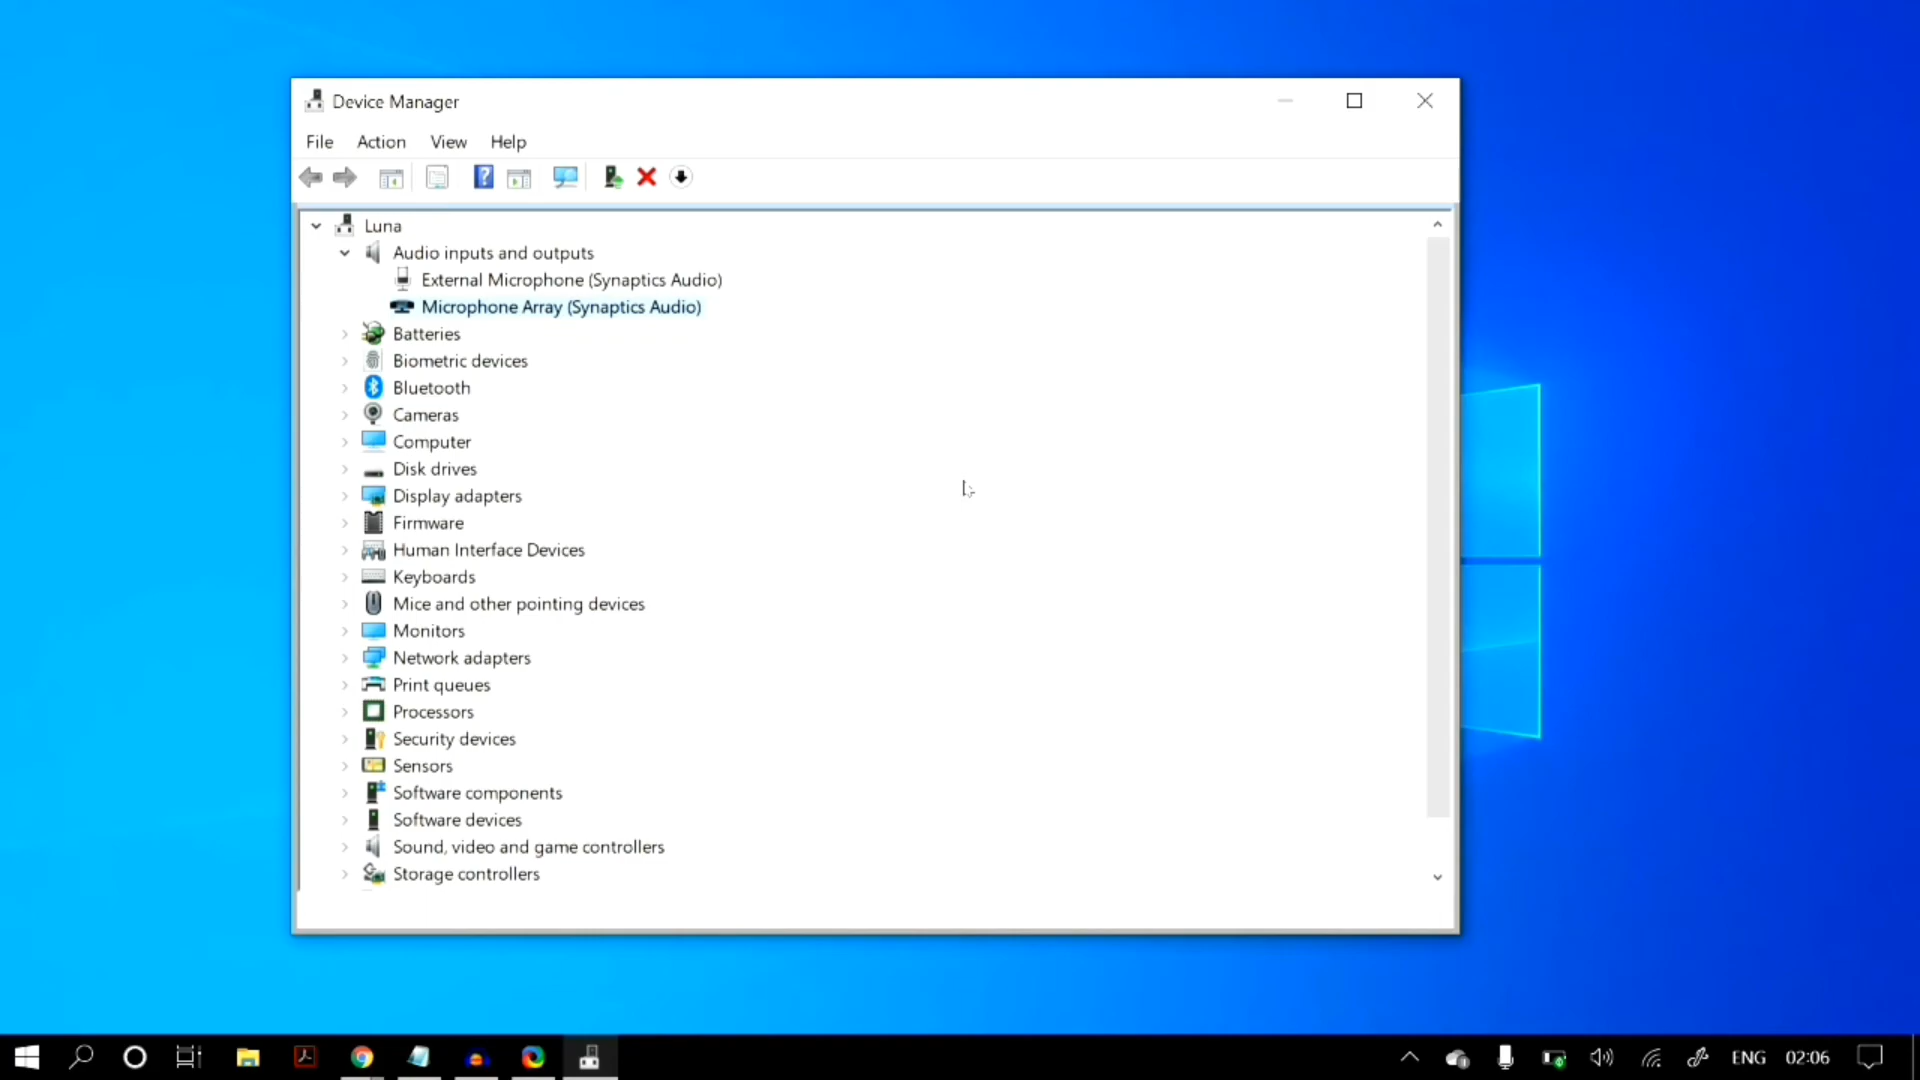 Device Manager
File Action View Help
?
Luna
Audio inputs and outputs
External Microphone (Synaptics Audio)
Microphone Array (Synaptics Audio)
Batteries
Biometric devices
Bluetooth
Cameras
Computer
Disk drives
Display adapters
Firmware
Human Interface Devices
Keyboards
Mice and other pointing devices
Monitors
Network adapters
Print queues
Processors
Security devices
Sensors
Software components
Software devices
Sound, video and game controllers
Storage controllers
ENG 02:06